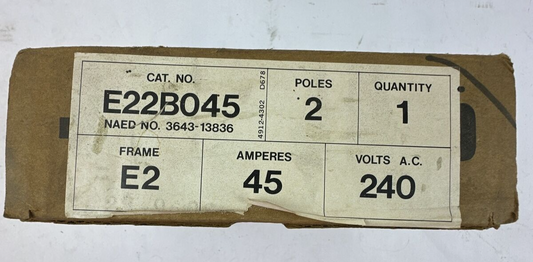 CAT. NO.
E22B045
NAED NO. 3643-13836
4912-4302 D678
POLES
2
QUANTITY
1
FRAME
E2
AMPERES
45
VOLTS A.C.
240